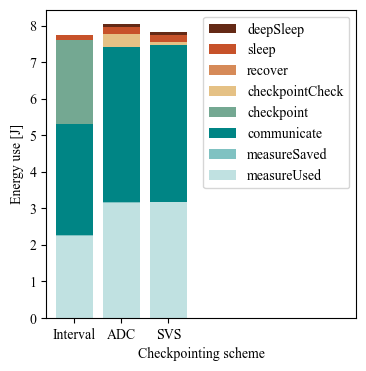 8
7
6
5
4
3
2
1
0
Energy use [J]
deepSleep
sleep
recover
checkpointCheck
checkpoint
communicate
measureSaved
measureUsed
Interval ADC SVS
Checkpointing scheme